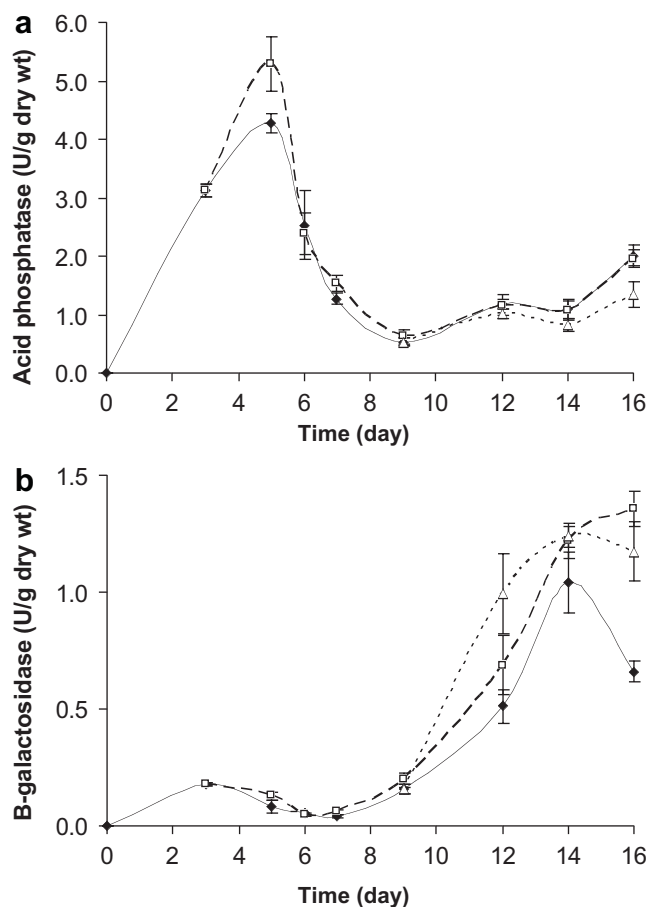 a
Acid phosphatase (U/g dry wt)
6.0
5.0
4.0
3.0
2.0
1.0
0.0
0 2 4 6 8 10 12 14 16
Time (day)
b
B-galactosidase (U/g dry wt)
1.5
1.0
0.5
0.0
0 2 4 6 8 10 12 14 16
Time (day)